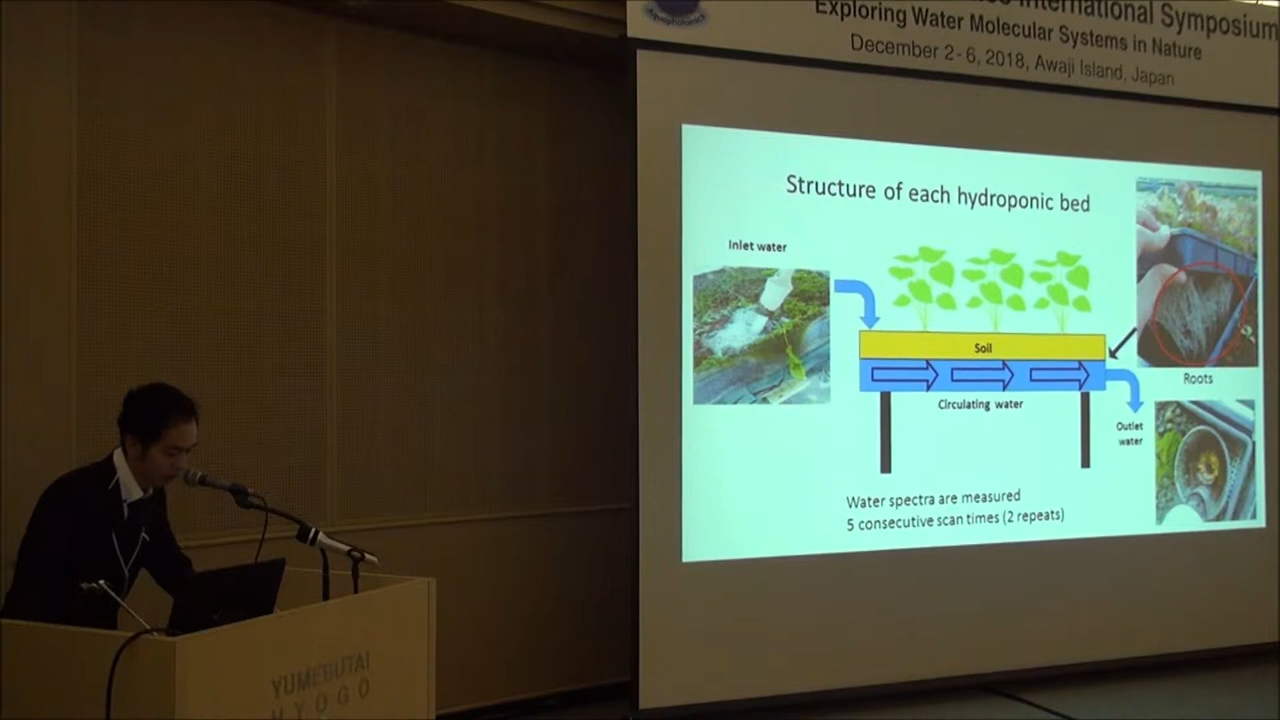 Aquaphotomics
International Symposium
Exploring Water Molecular Systems in Nature
December 2-6, 2018, Awaji Island, Japan
Structure of each hydroponic bed
Inlet water
Soil
Circulating water
Roots
Outlet
water
Water spectra are measured
5 consecutive scan times (2 repeats)
YUMEBUTAI
HYOGO